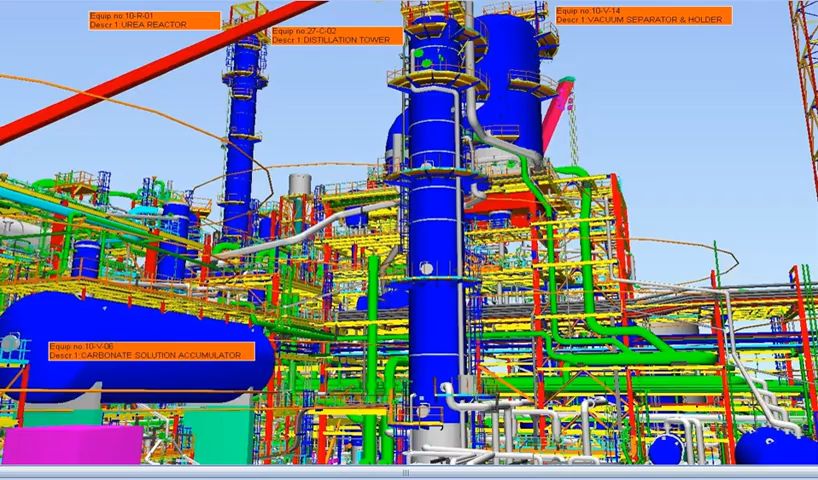 Equip no:10-R-01
Descr.1:UREA REACTOR
Equip no:27-C-02
Descr.1:DISTILLATION TOWER
Equip no:10-V-14
Descr.1:VACUUM SEPARATOR & HOLDER
Equip no:10-V-06
Descr.1:CARBONATE SOLUTION ACCUMULATOR